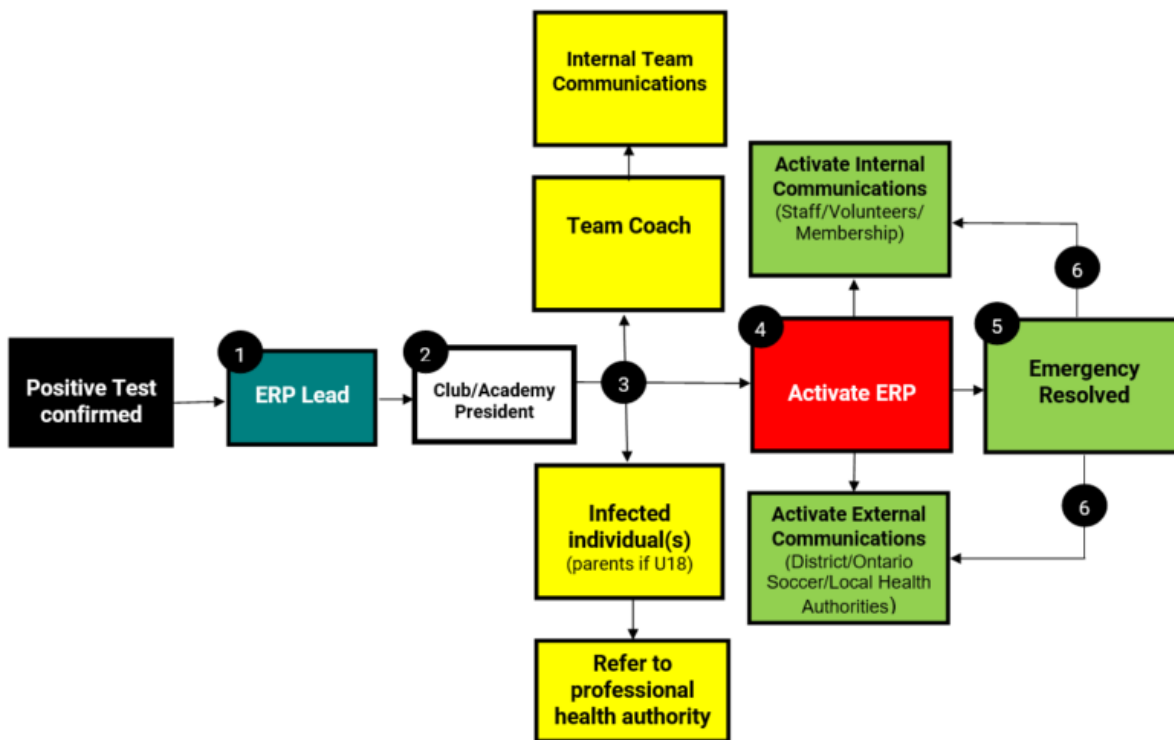 Internal Team
Communications
Activate Internal
Communications
(Staff/Volunteers/
Membership)
Team Coach
6
1
2
4
5
Positive Test
confirmed
ERP Lead
Club/Academy
President
3
Activate ERP
Emergency
Resolved
Infected
individual(s)
(parents if U18)
Activate External
Communications
(District/Ontario
Soccer/Local Health
Authorities)
6
Refer to
professional
health authority